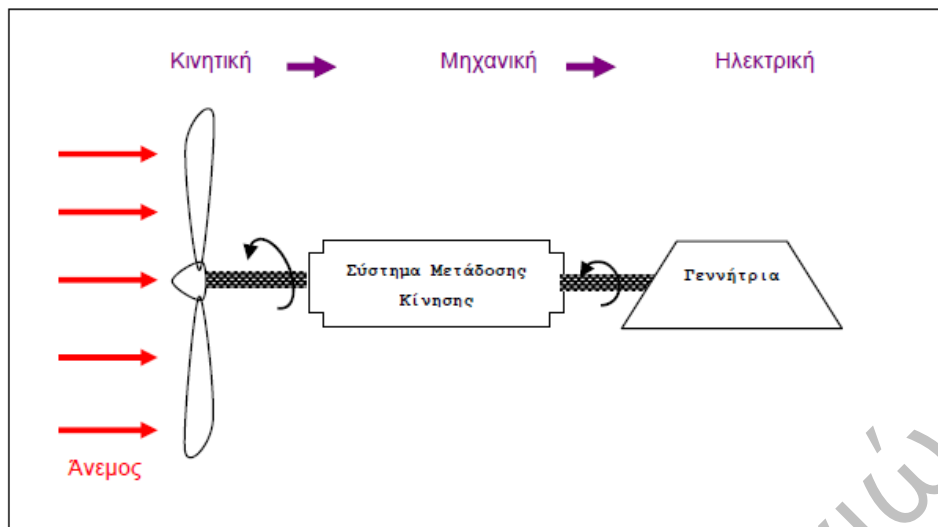 Κινητική Μηχανική Ηλεκτρική
Σύστημα Μετάδοσης
Κίνησης
Γεννήτρια
Άνεμος